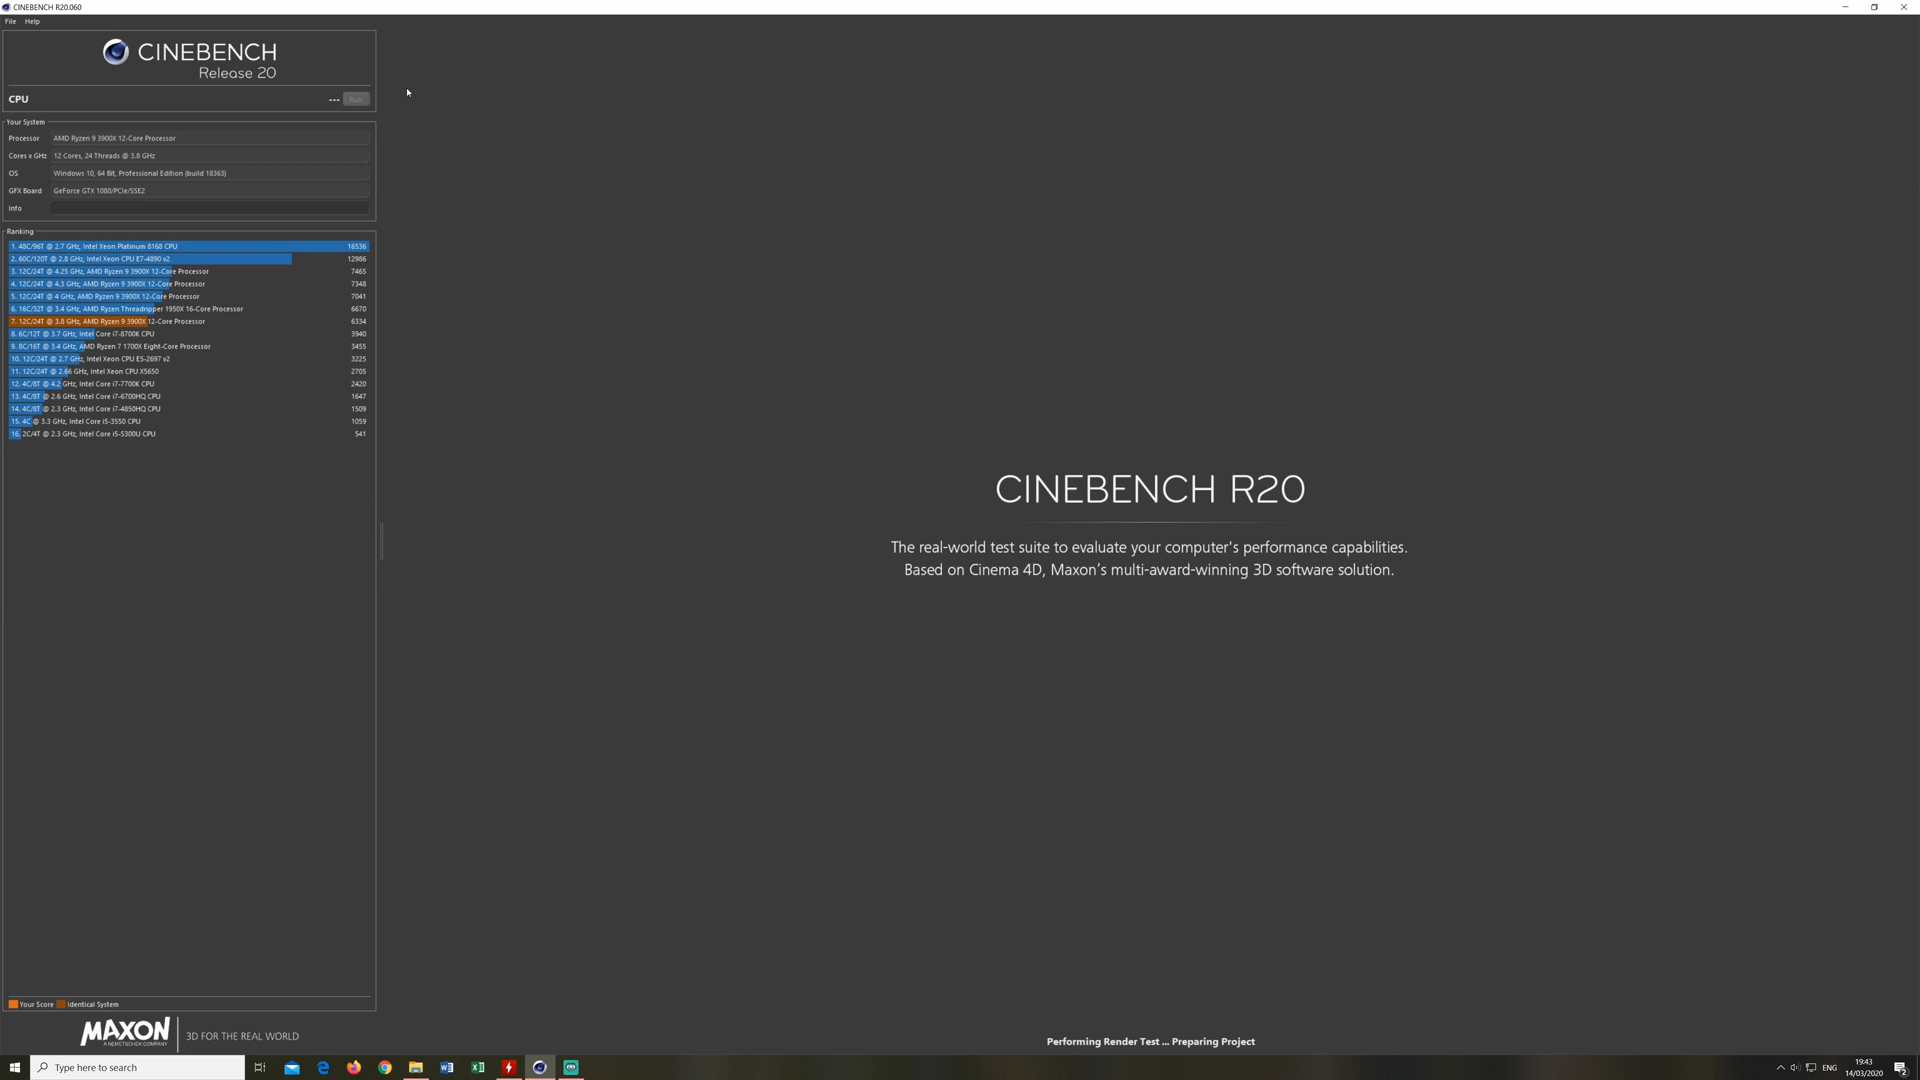 CINEBENCH R20.060
File Help
CINEBENCH
Release 20
CPU --- Run
Your System
Processor AMD Ryzen 9 3900X 12-Core Processor
Cores x GHz 12 Cores, 24 Threads @ 3.8 GHz
OS Windows 10, 64 Bit, Professional Edition (build 18363)
GFX Board GeForce GTX 1080/PCIe/SSE2
Info
Ranking
1. 48C/96T @ 2.7 GHz, Intel Xeon Platinum 8168 CPU 16536
2. 60C/120T @ 2.8 GHz, Intel Xeon CPU E7-4890 v2 12986
3. 12C/24T @ 4.25 GHz, AMD Ryzen 9 3900X 12-Core Processor 7465
4. 12C/24T @ 4.3 GHz, AMD Ryzen 9 3900X 12-Core Processor 7348
5. 12C/24T @ 4 GHz, AMD Ryzen 9 3900X 12-Core Processor 7041
6. 16C/32T @ 3.4 GHz, AMD Ryzen Threadripper 1950X 16-Core Processor 6670
7. 12C/24T @ 3.8 GHz, AMD Ryzen 9 3900X 12-Core Processor 6334
8. 6C/12T @ 3.7 GHz, Intel Core i7-8700K CPU 3940
9. 8C/16T @ 3.4 GHz, AMD Ryzen 7 1700X Eight-Core Processor 3455
10. 12C/24T @ 2.7 GHz, Intel Xeon CPU E5-2697 v2 3225
11. 12C/24T @ 2.66 GHz, Intel Xeon CPU X5650 2705
12. 4C/8T @ 4.2 GHz, Intel Core i7-7700K CPU 2420
13. 4C/8T @ 2.6 GHz, Intel Core i7-6700HQ CPU 1647
14. 4C/8T @ 2.3 GHz, Intel Core i7-4850HQ CPU 1509
15. 4C @ 3.3 GHz, Intel Core i5-3550 CPU 1059
16. 2C/4T @ 2.3 GHz, Intel Core i5-5300U CPU 541
CINEBENCH R20
The real-world test suite to evaluate your computer's performance capabilities.
Based on Cinema 4D, Maxon’s multi-award-winning 3D software solution.
Your Score Identical System
MAXON 3D FOR THE REAL WORLD
A NEMETSCHEK COMPANY
Performing Render Test ... Preparing Project
Type here to search
ENG
19:43
14/03/2020
2